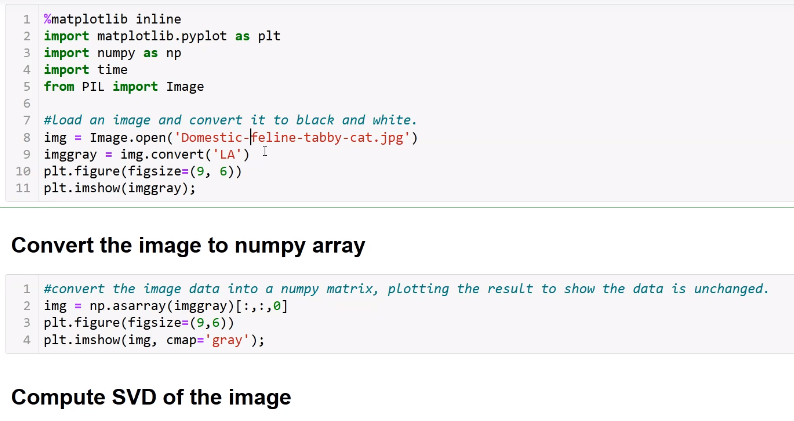 1 %matplotlib inline
2 import matplotlib.pyplot as plt
3 import numpy as np
4 import time
5 from PIL import Image
6
7 #load an image and convert it to black and white.
8 img = Image.open('Domestic-feline-tabby-cat.jpg')
9 imggray = img.convert('LA')
10 plt.figure(figsize=(9, 6))
11 plt.imshow(imggray);
Convert the image to numpy array
1 #convert the image data into a numpy matrix, plotting the result to show the data is unchanged.
2 img = np.asarray(imggray)[:,:,0]
3 plt.figure(figsize=(9,6))
4 plt.imshow(img, cmap='gray');
Compute SVD of the image